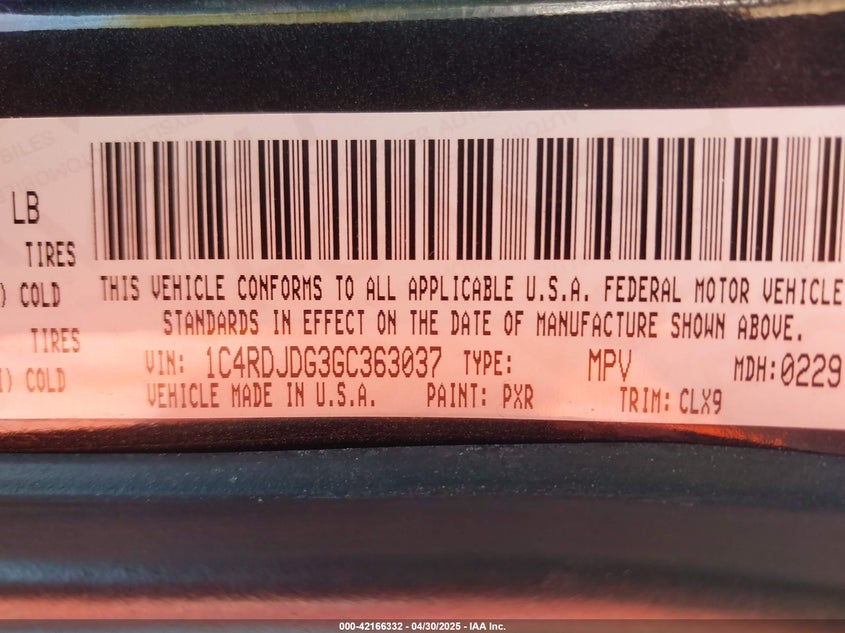 LB
TIRES
) COLD
TIRES
I) COLD
THIS VEHICLE CONFORMS TO ALL APPLICABLE U.S.A. FEDERAL MOTOR VEHICLE
STANDARDS IN EFFECT ON THE DATE OF MANUFACTURE SHOWN ABOVE.
VIN: 1C4RDJDG3GC363037 TYPE: MPV MDH:0229
VEHICLE MADE IN U.S.A. PAINT: PXR TRIM: CLX9
000-42166332 - 04/30/2025 - IAA Inc.